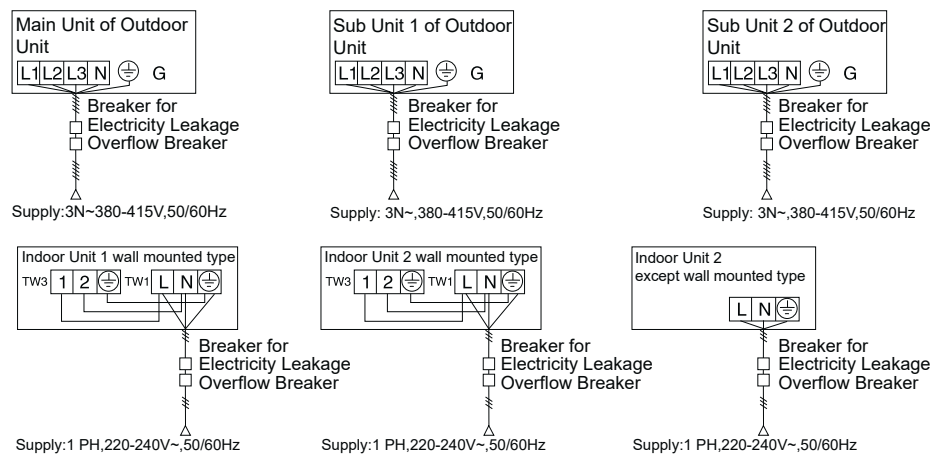 Main Unit of Outdoor
Unit
L1 L2 L3 N G
Breaker for
Electricity Leakage
Overflow Breaker
Supply:3N~380-415V,50/60Hz
Sub Unit 1 of Outdoor
Unit
L1 L2 L3 N G
Breaker for
Electricity Leakage
Overflow Breaker
Supply: 3N~,380-415V,50/60Hz
Sub Unit 2 of Outdoor
Unit
L1 L2 L3 N G
Breaker for
Electricity Leakage
Overflow Breaker
Supply: 3N~,380-415V,50/60Hz
Indoor Unit 1 wall mounted type
TW3 1 2 TW1 L N
Breaker for
Electricity Leakage
Overflow Breaker
Supply:1 PH,220-240V~,50/60Hz
Indoor Unit 2 wall mounted type
TW3 1 2 TW1 L N
Breaker for
Electricity Leakage
Overflow Breaker
Supply:1 PH,220-240V~,50/60Hz
Indoor Unit 2
except wall mounted type
L N
Breaker for
Electricity Leakage
Overflow Breaker
Supply:1 PH,220-240V~,50/60Hz